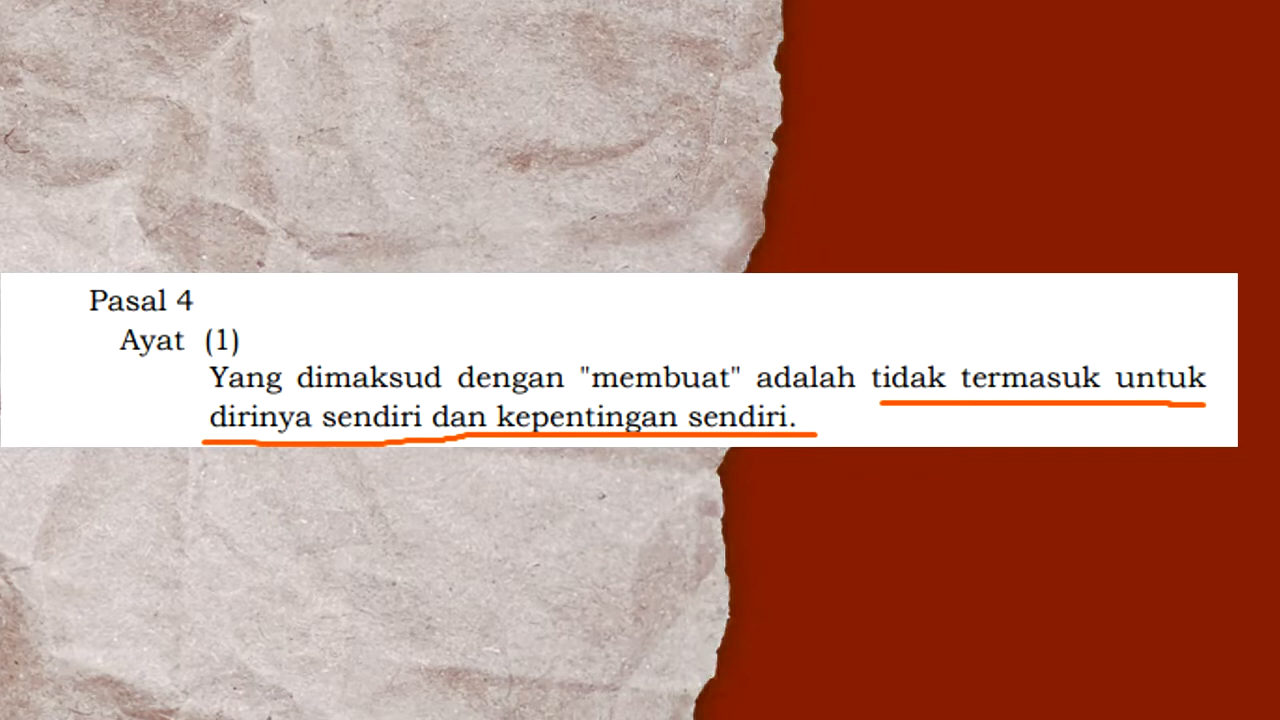 Pasal 4
Ayat (1)
Yang dimaksud dengan "membuat" adalah tidak termasuk untuk
dirinya sendiri dan kepentingan sendiri.